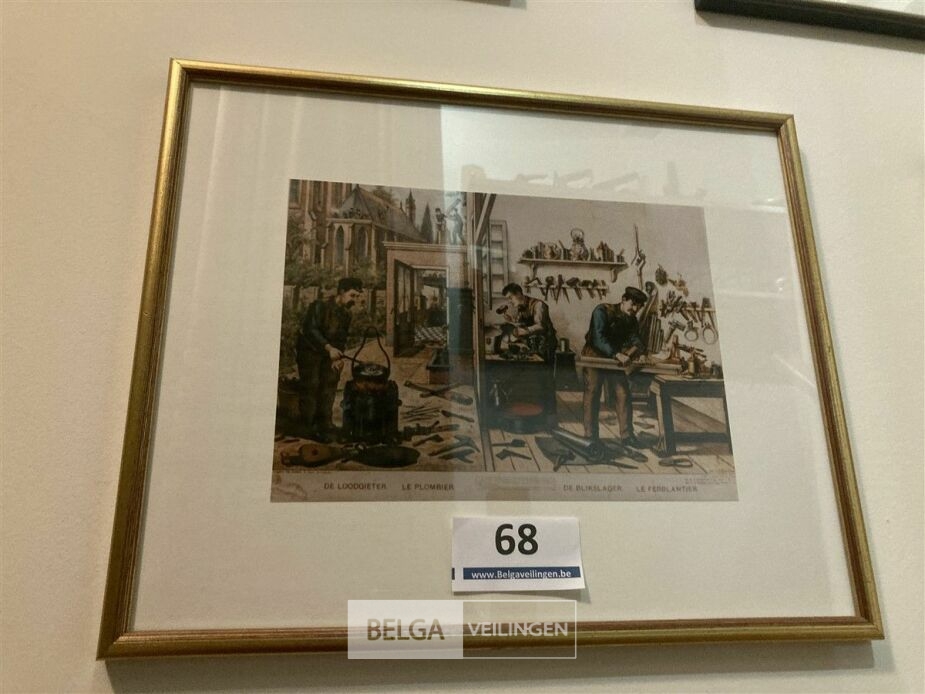 DE LOODGIETER. LE PLOMBIER.
DE BLIKSLAGER. LE FERBLANTIER.
68
www.Belgaveilingen.be
BELGA VEILINGEN